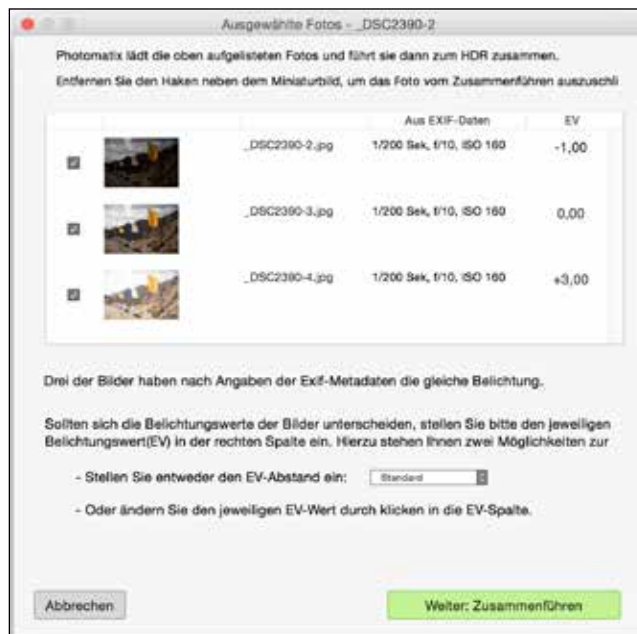 Ausgewählte Fotos - _DSC2390-2
Photomatix lädt die oben aufgelisteten Fotos und führt sie dann zum HDR zusammen.
Entfernen Sie den Haken neben dem Miniaturbild, um das Foto vom Zusammenführen auszuschli
Aus EXIF-Daten EV
_DSC2390-2.jpg 1/200 Sek, f/10, ISO 160 -1,00
_DSC2390-3.jpg 1/200 Sek, f/10, ISO 160 0,00
_DSC2390-4.jpg 1/200 Sek, f/10, ISO 160 +3,00
Drei der Bilder haben nach Angaben der Exif-Metadaten die gleiche Belichtung.
Sollten sich die Belichtungswerte der Bilder unterscheiden, stellen Sie bitte den jeweiligen
Belichtungswert(EV) in der rechten Spalte ein. Hierzu stehen Ihnen zwei Möglichkeiten zur
- Stellen Sie entweder den EV-Abstand ein: Standard
- Oder ändern Sie den jeweiligen EV-Wert durch klicken in die EV-Spalte.
Abbrechen Weiter: Zusammenführen